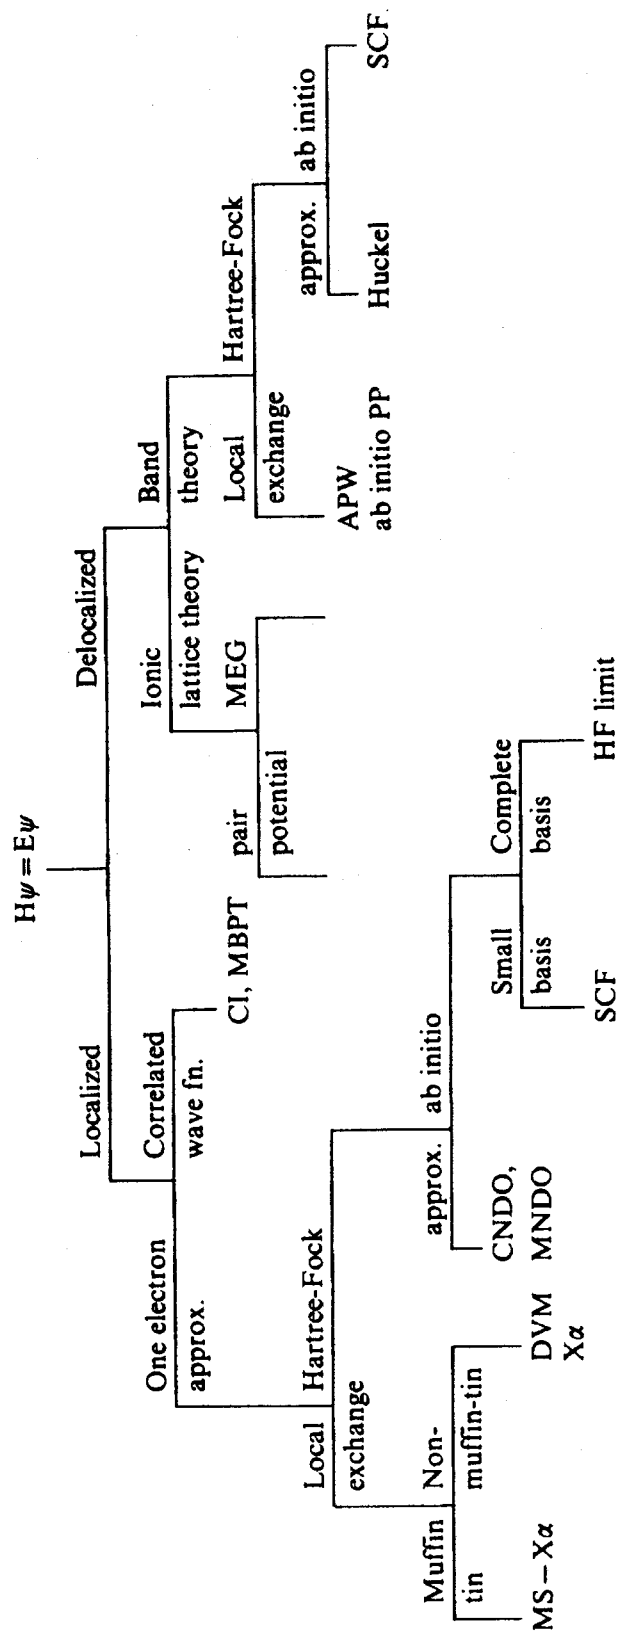 Hψ = Eψ
Localized
Delocalized
One electron
approx.
Correlated
wave fn.
Ionic
lattice theory
Band
theory
CI, MBPT
pair
potential
MEG
Local
exchange
Hartree-Fock
Local
exchange
Hartree-Fock
APW
ab initio PP
approx.
ab initio
Huckel
SCF
Muffin
tin
Non-
muffin-tin
approx.
ab initio
MS – Xα
DVM
Xα
CNDO,
MNDO
Small
basis
Complete
basis
SCF
HF limit